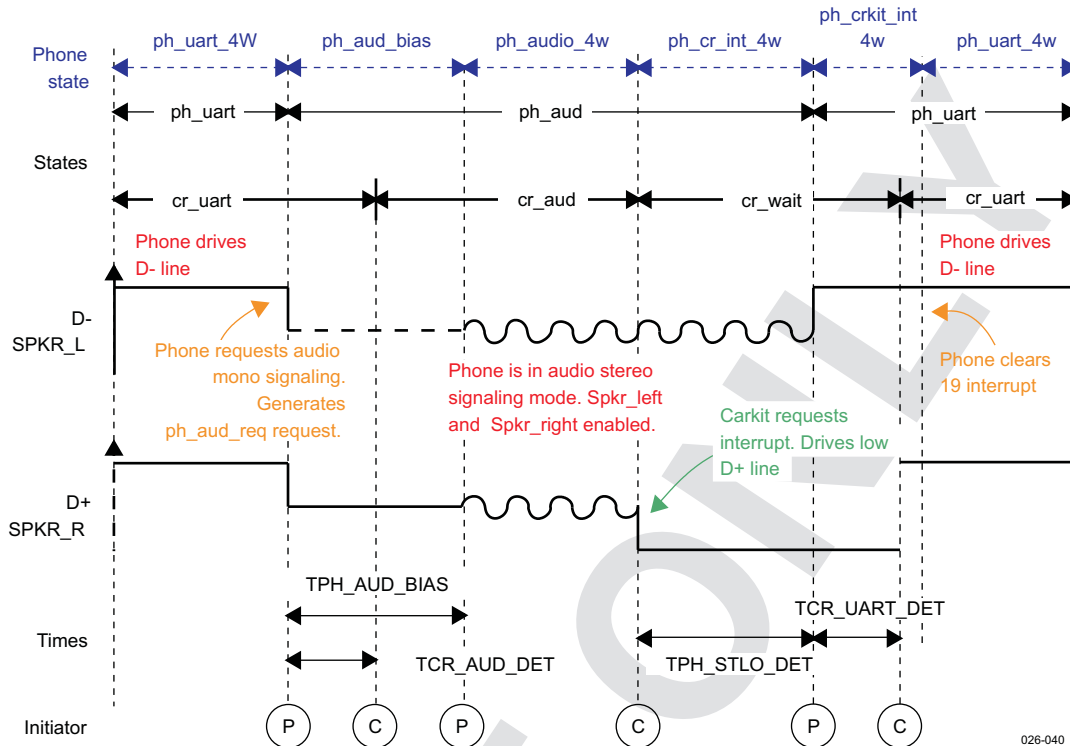 ph_crkit_int
ph_uart_4W ph_aud_bias ph_audio_4w ph_cr_int_4w 4w ph_uart_4w
Phone
state
ph_uart ph_aud ph_uart
States
cr_uart cr_aud cr_wait cr_uart
Phone drives
D- line
Phone drives
D- line
D-
SPKR_L
Phone requests audio
mono signaling.
Generates
ph_aud_req request.
Phone is in audio stereo
signaling mode. Spkr_left
and Spkr_right enabled.
Phone clears
19 interrupt
Carkit requests
interrupt. Drives low
D+ line
D+
SPKR_R
TPH_AUD_BIAS
TCR_UART_DET
Times
TCR_AUD_DET TPH_STLO_DET
Initiator P C P C P C
026-040
ONLY